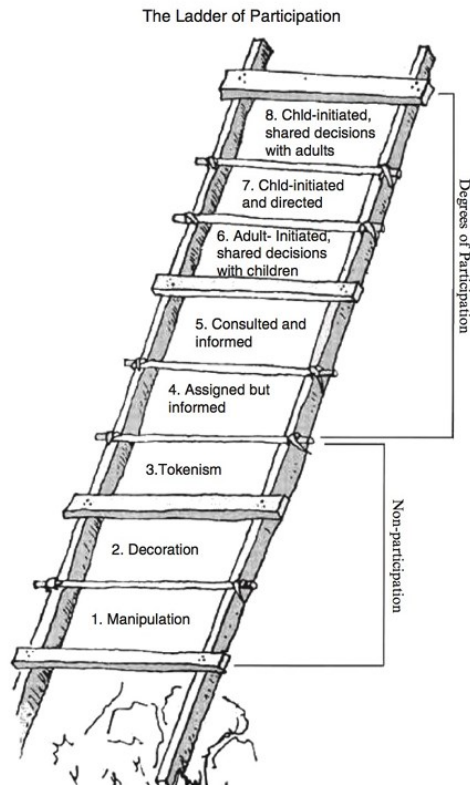 The Ladder of Participation
8. Chld-initiated,
shared decisions
with adults
7. Chld-initiated
and directed
6. Adult- Initiated,
shared decisions
with children
5. Consulted and
informed
4. Assigned but
informed
3.Tokenism
2. Decoration
1. Manipulation
Degrees of Participation
Non-participation